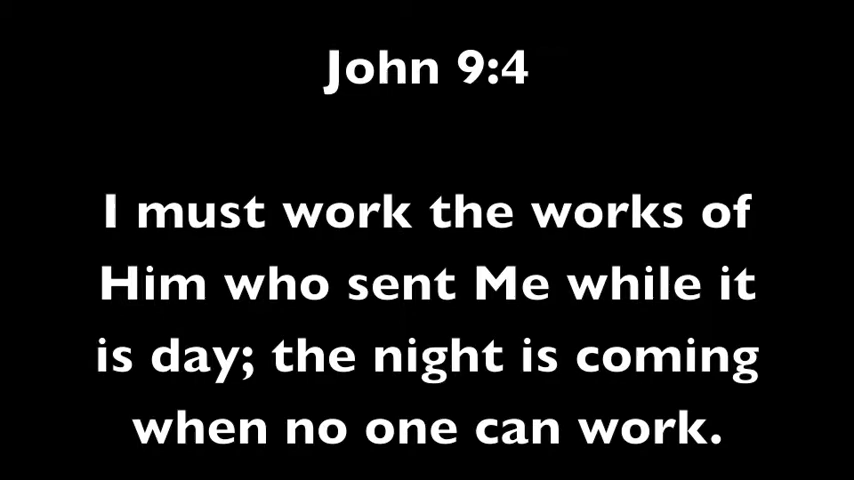 John 9:4
I must work the works of
Him who sent Me while it
is day; the night is coming
when no one can work.